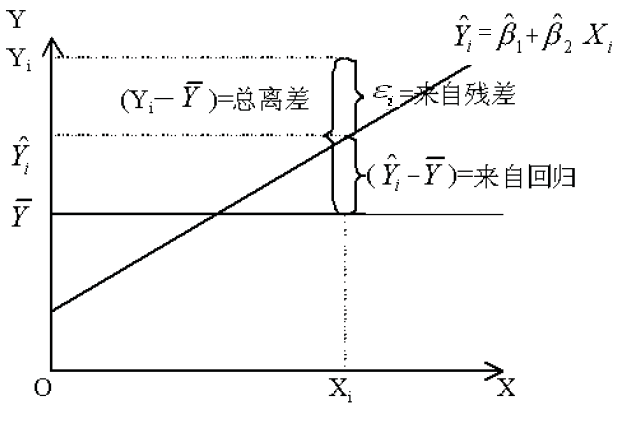 Y
Yᵢ
Ŷᵢ = β̂₁ + β̂₂ Xᵢ
(Yᵢ − Ȳ)=总离差
=来自残差
Ŷᵢ
(Ŷᵢ - Ȳ)=来自回归
Ȳ
O
Xᵢ
X